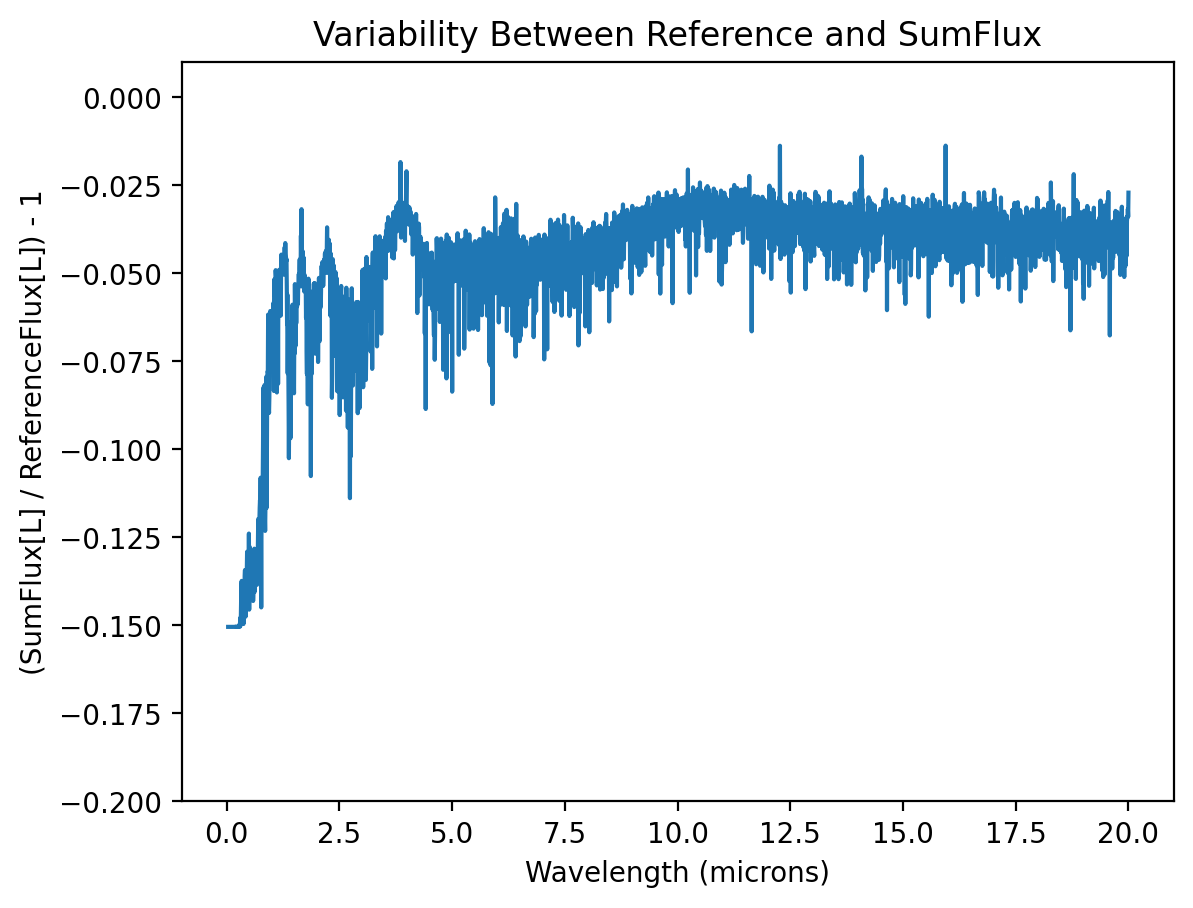 Variability Between Reference and SumFlux
(SumFlux[L] / ReferenceFlux[L]) - 1
0.000
−0.025
−0.050
−0.075
−0.100
−0.125
−0.150
−0.175
−0.200
0.0 2.5 5.0 7.5 10.0 12.5 15.0 17.5 20.0
Wavelength (microns)